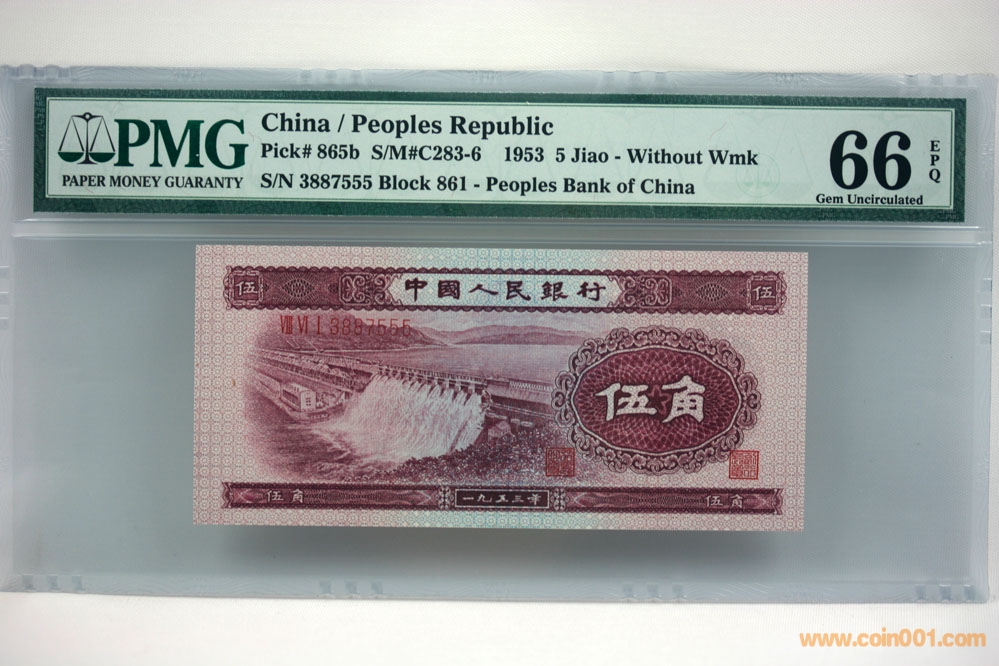 PMG
PAPER MONEY GUARANTY
China / Peoples Republic
Pick# 865b S/M#C283-6 1953 5 Jiao - Without Wmk
S/N 3887555 Block 861 - Peoples Bank of China
66
EPQ
Gem Uncirculated
伍 中國人民銀行 伍
VIII VI I 3887555
伍角
伍角 一九五三年 伍角
www.coin001.com